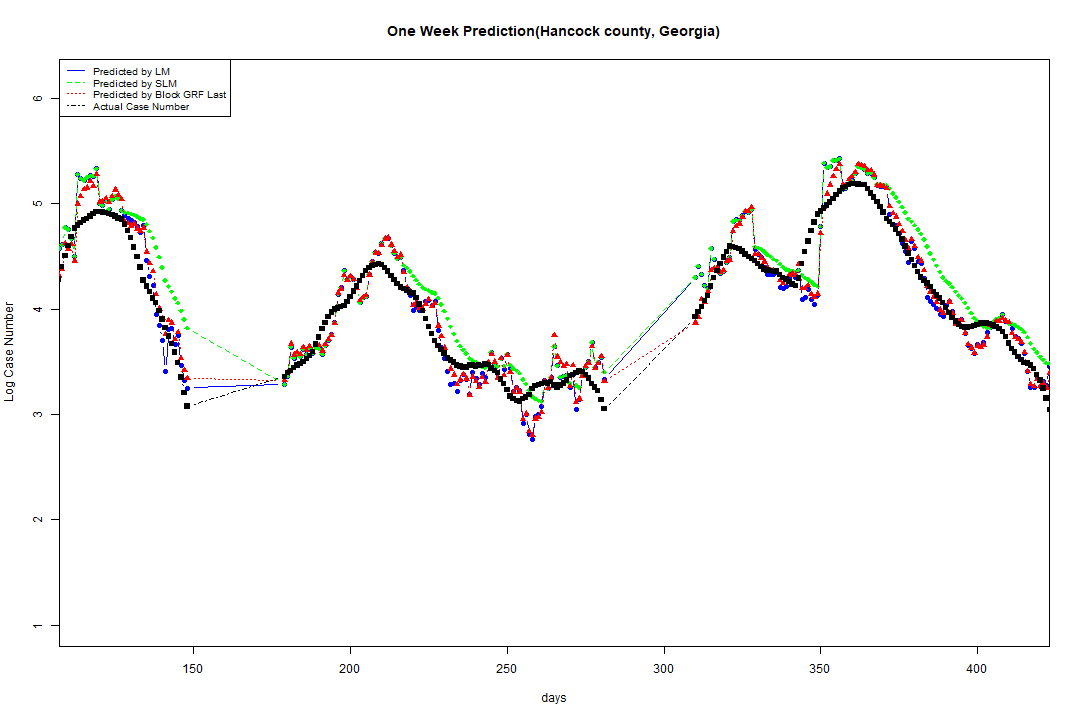 One Week Prediction(Hancock county, Georgia)
Predicted by LM
Predicted by SLM
Predicted by Block GRF Last
Actual Case Number
6
5
4
3
2
1
Log Case Number
150 200 250 300 350 400
days